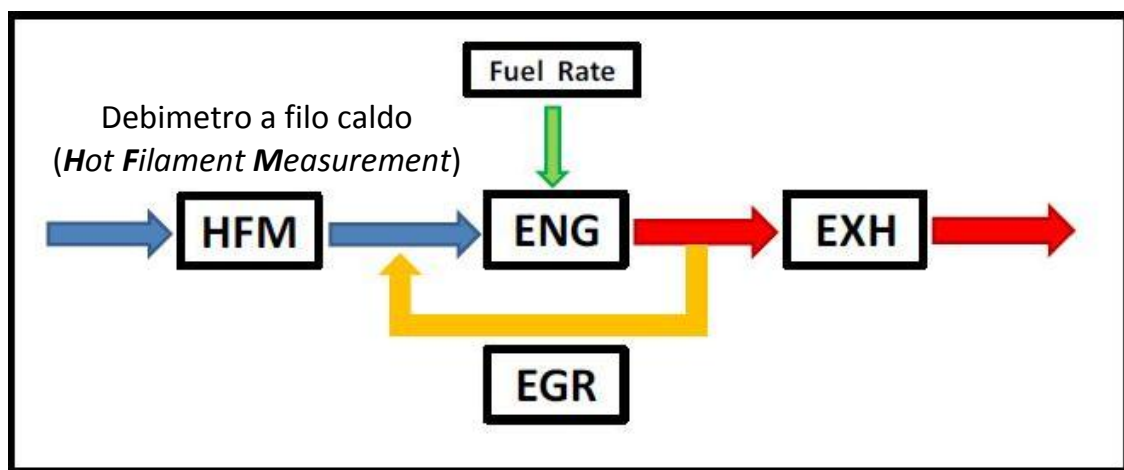 Fuel Rate
Debimetro a filo caldo
(Hot Filament Measurement)
HFM
ENG
EXH
EGR